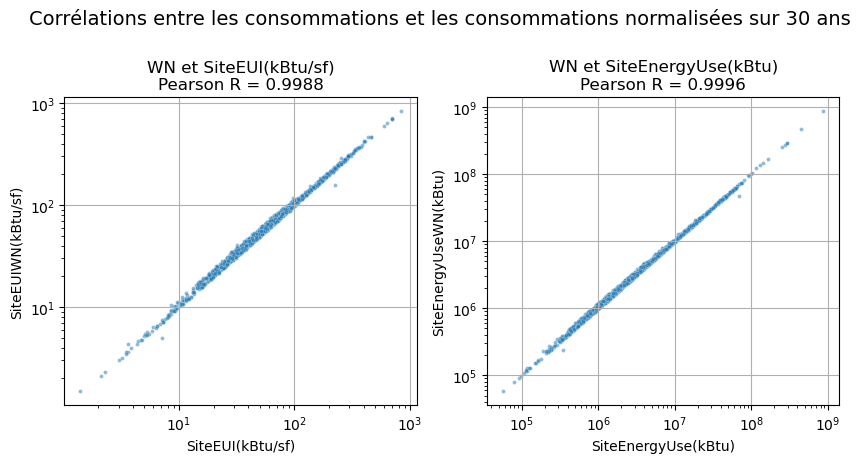 Corrélations entre les consommations et les consommations normalisées sur 30 ans
WN et SiteEUI(kBtu/sf)
Pearson R = 0.9988
SiteEUIWN(kBtu/sf)
10³
10²
10¹
10¹ 10² 10³
SiteEUI(kBtu/sf)
WN et SiteEnergyUse(kBtu)
Pearson R = 0.9996
SiteEnergyUseWN(kBtu)
10⁹
10⁸
10⁷
10⁶
10⁵
10⁵ 10⁶ 10⁷ 10⁸ 10⁹
SiteEnergyUse(kBtu)